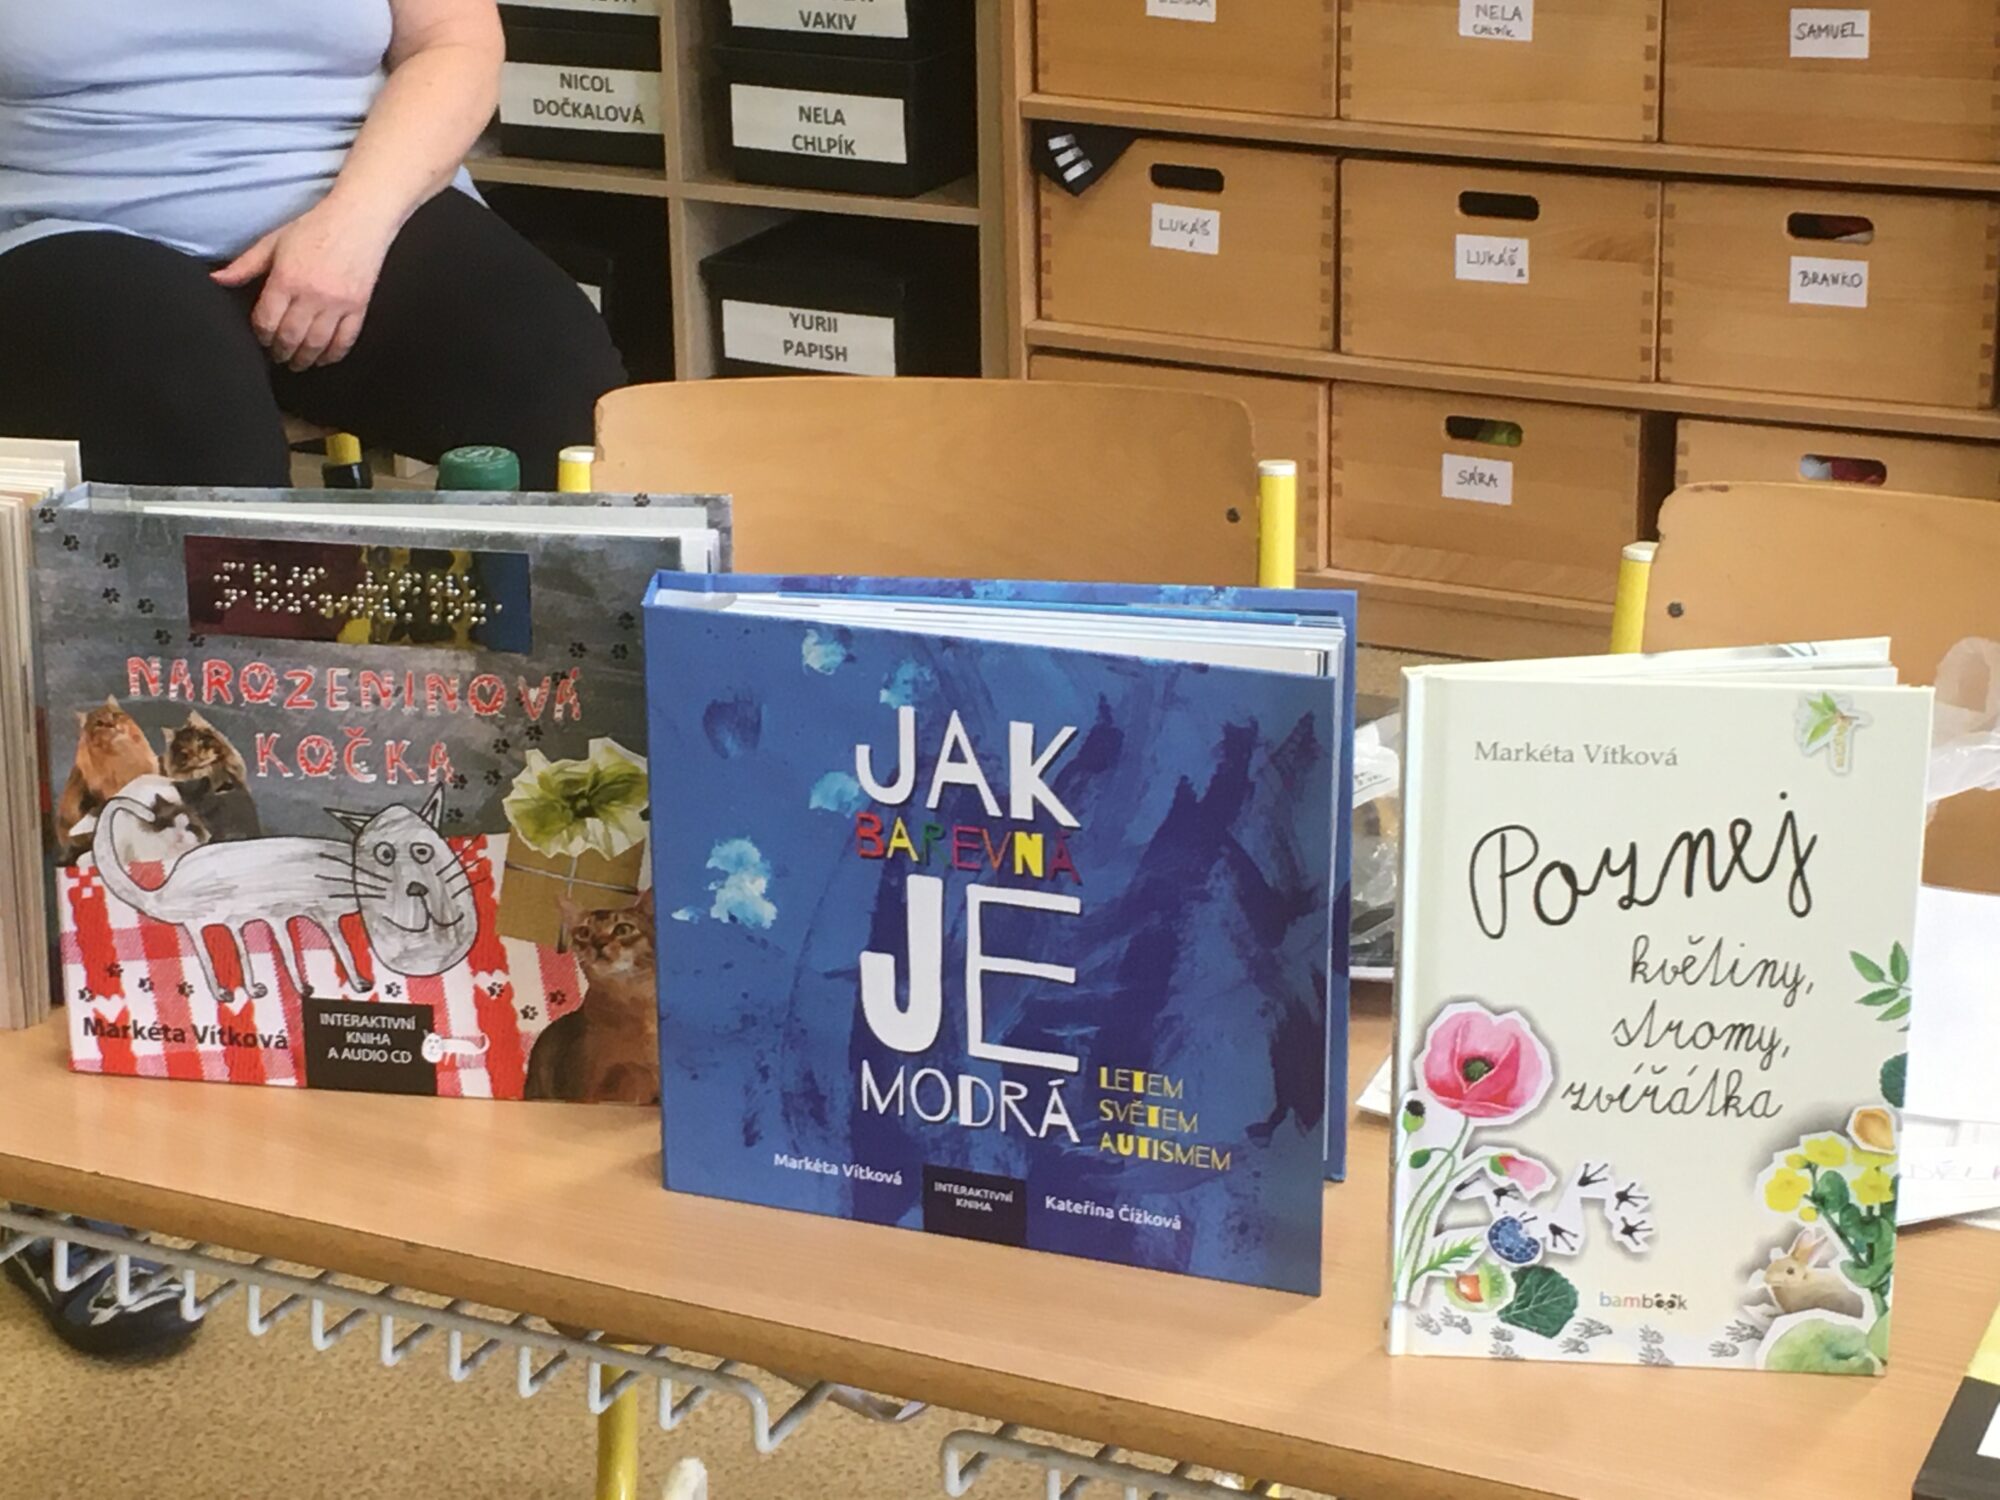 VAKIV
NICOL
DOČKALOVÁ
NELA
CHLPÍK
YURII
PAPISH
NELA
CHLPÍK
SAMUEL
LUKÁŠ
LUKÁŠ
BRANKO
SÁRA
NAROZENINOVÁ
KOČKA
Markéta Vítková
INTERAKTIVNÍ
KNIHA
A AUDIO CD
JAK
BAREVNÁ
JE
MODRÁ
LETEM
SVĚTEM
AUTISMEM
Markéta Vítková
INTERAKTIVNÍ
KNIHA
Kateřina Čížková
Markéta Vítková
Poznej
květiny,
stromy,
zvířátka
bambook